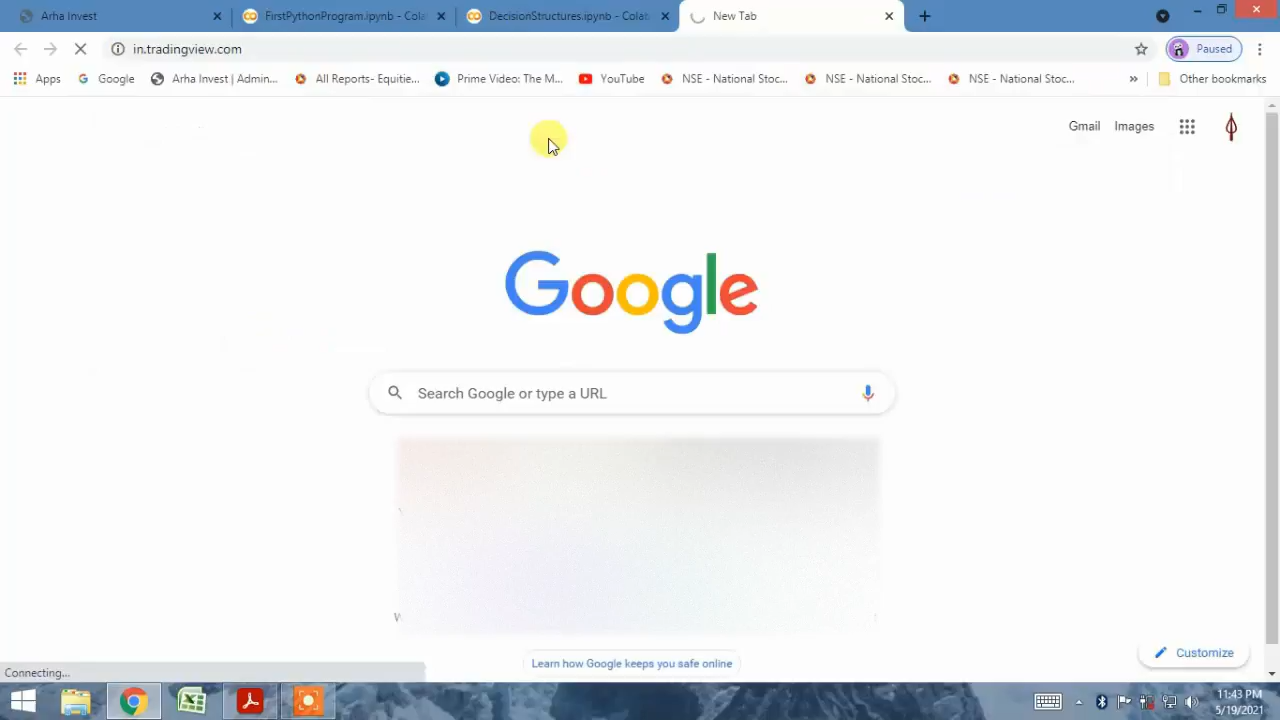 Arha Invest
FirstPythonProgram.ipynb - Cola
DecisionStructures.ipynb - Colab
New Tab
in.tradingview.com
Paused
Apps
Google
Arha Invest | Admin...
All Reports- Equitie...
Prime Video: The M...
YouTube
NSE - National Stoc...
NSE - National Stoc...
NSE - National Stoc...
»
Other bookmarks
Gmail
Images
Google
Search Google or type a URL
Learn how Google keeps you safe online
Customize
Connecting...
11:43 PM
5/19/2021